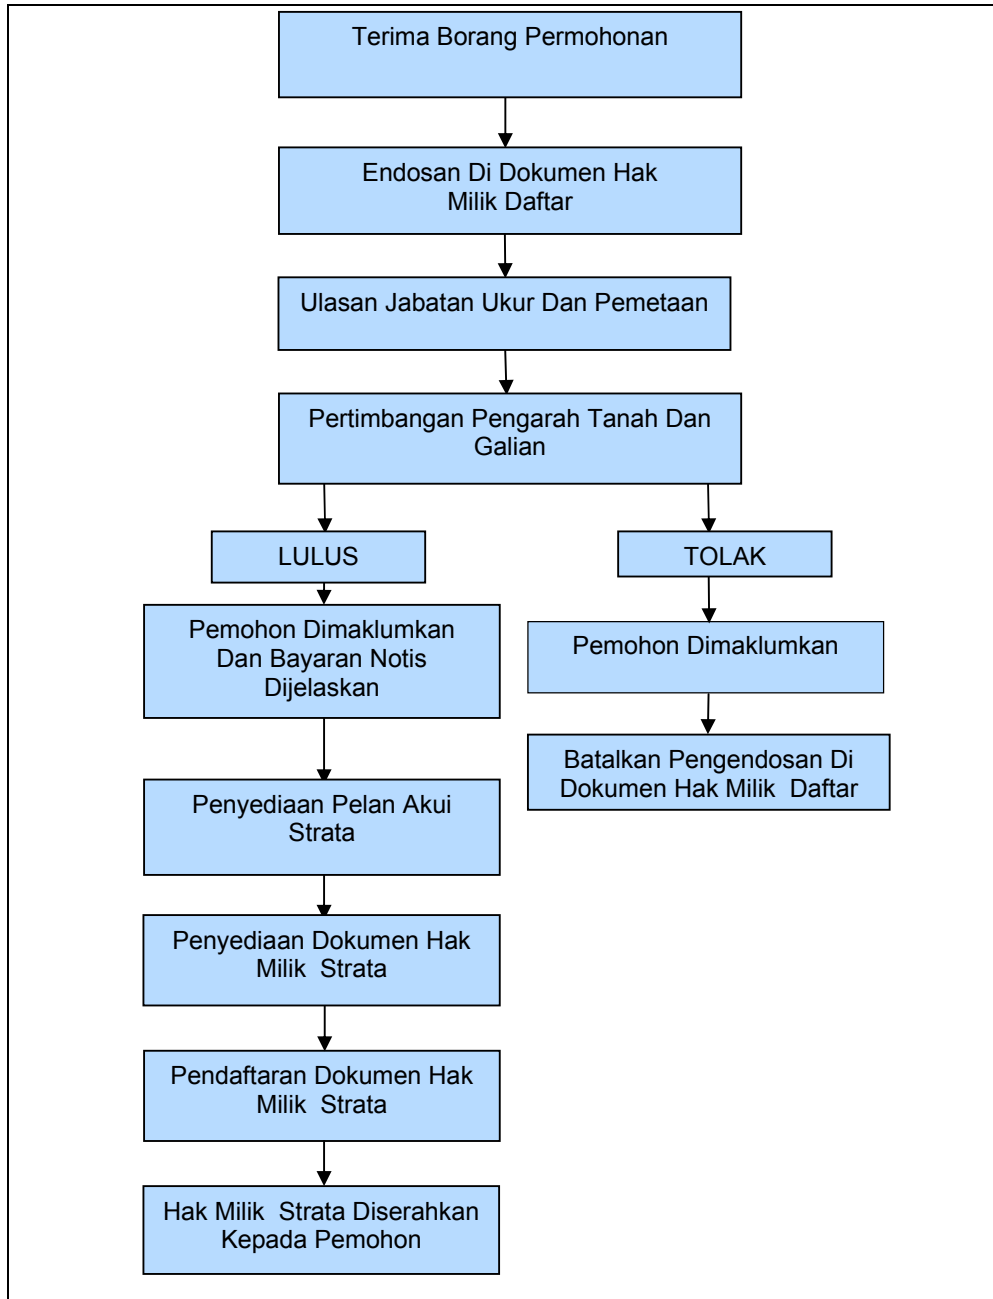 Terima Borang Permohonan
Endosan Di Dokumen Hak
Milik Daftar
Ulasan Jabatan Ukur Dan Pemetaan
Pertimbangan Pengarah Tanah Dan
Galian
LULUS
Pemohon Dimaklumkan
Dan Bayaran Notis
Dijelaskan
Penyediaan Pelan Akui
Strata
Penyediaan Dokumen Hak
Milik Strata
Pendaftaran Dokumen Hak
Milik Strata
Hak Milik Strata Diserahkan
Kepada Pemohon
TOLAK
Pemohon Dimaklumkan
Batalkan Pengendosan Di
Dokumen Hak Milik Daftar